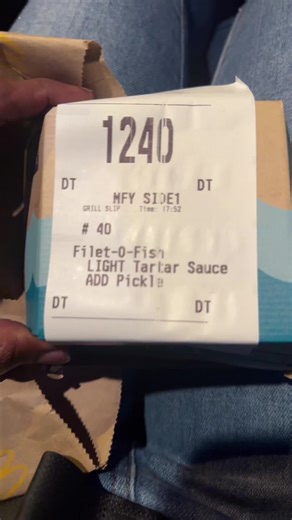 1240
DT DT
MFY SIDE1
GRILL SLIP Time: 17:52
# 40
Filet-O-Fish
LIGHT Tartar Sauce
ADD Pickle
DT DT